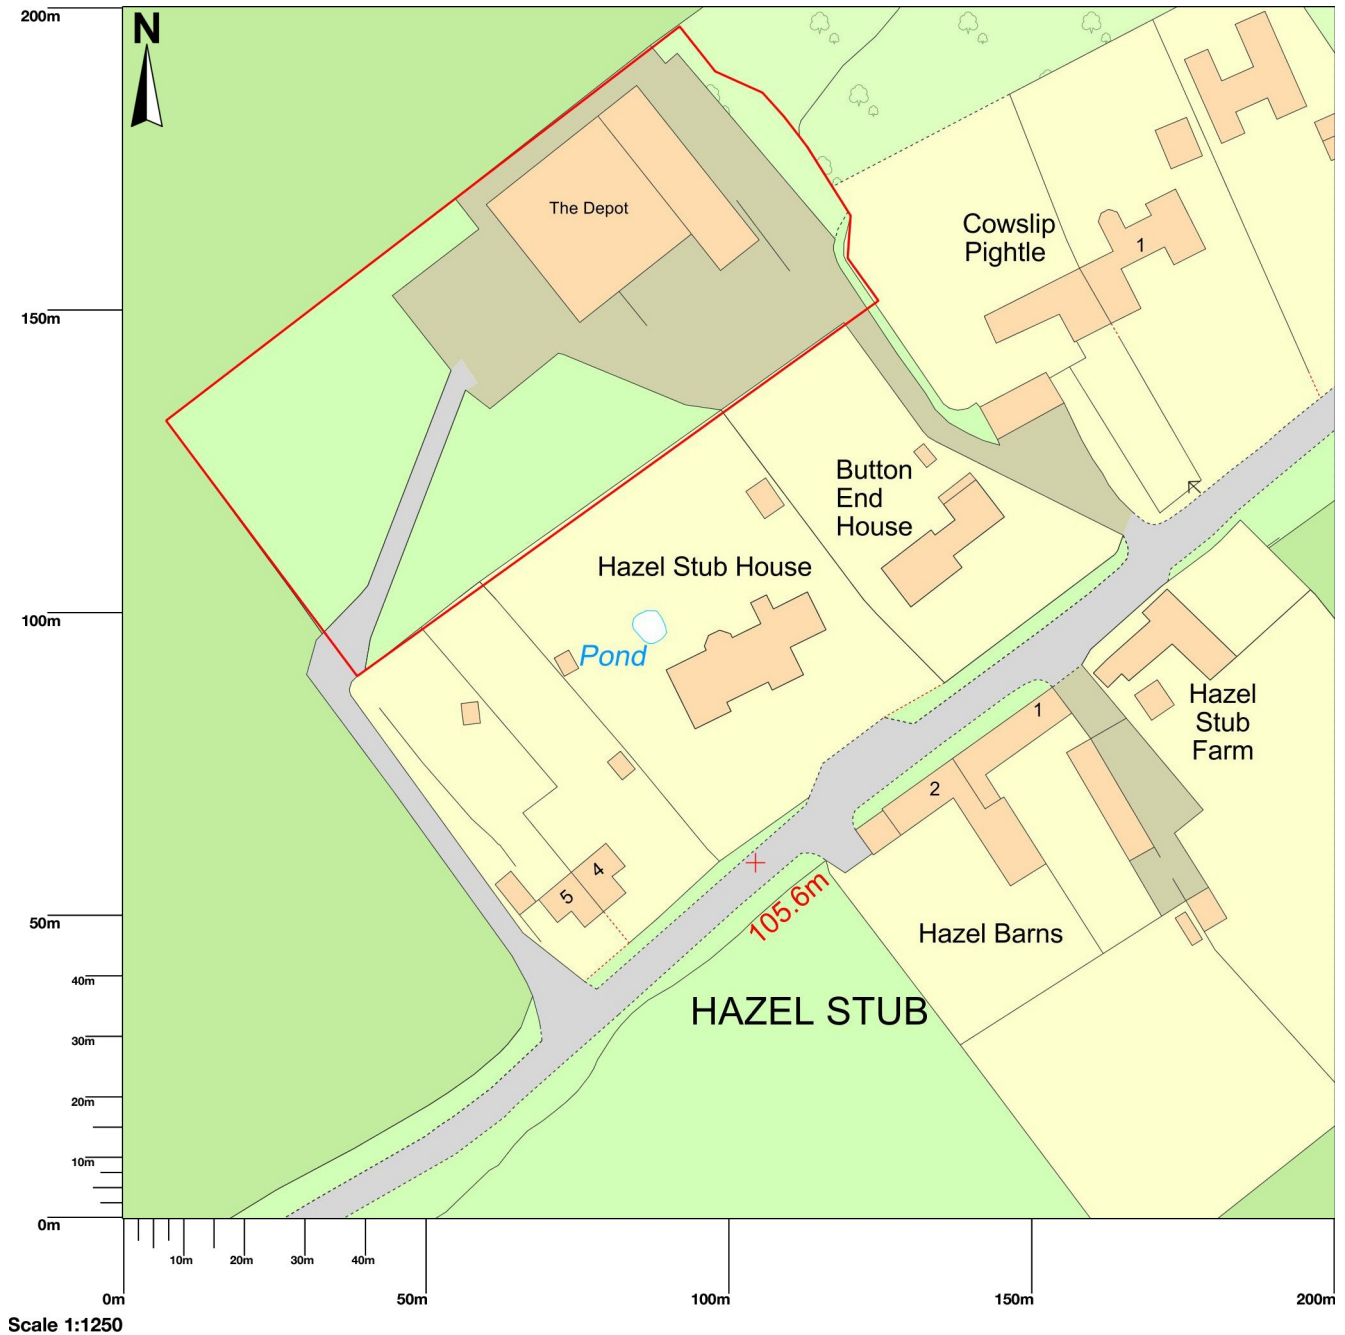 200m
N
The Depot
Cowslip
Pightle
1
150m
Button
End
House
Hazel Stub House
100m
Pond
Hazel
Stub
Farm
1
2
4
5
50m
105.6m
Hazel Barns
40m
HAZEL STUB
30m
20m
10m
0m
10m
20m
30m
40m
0m
50m
100m
150m
200m
Scale 1:1250